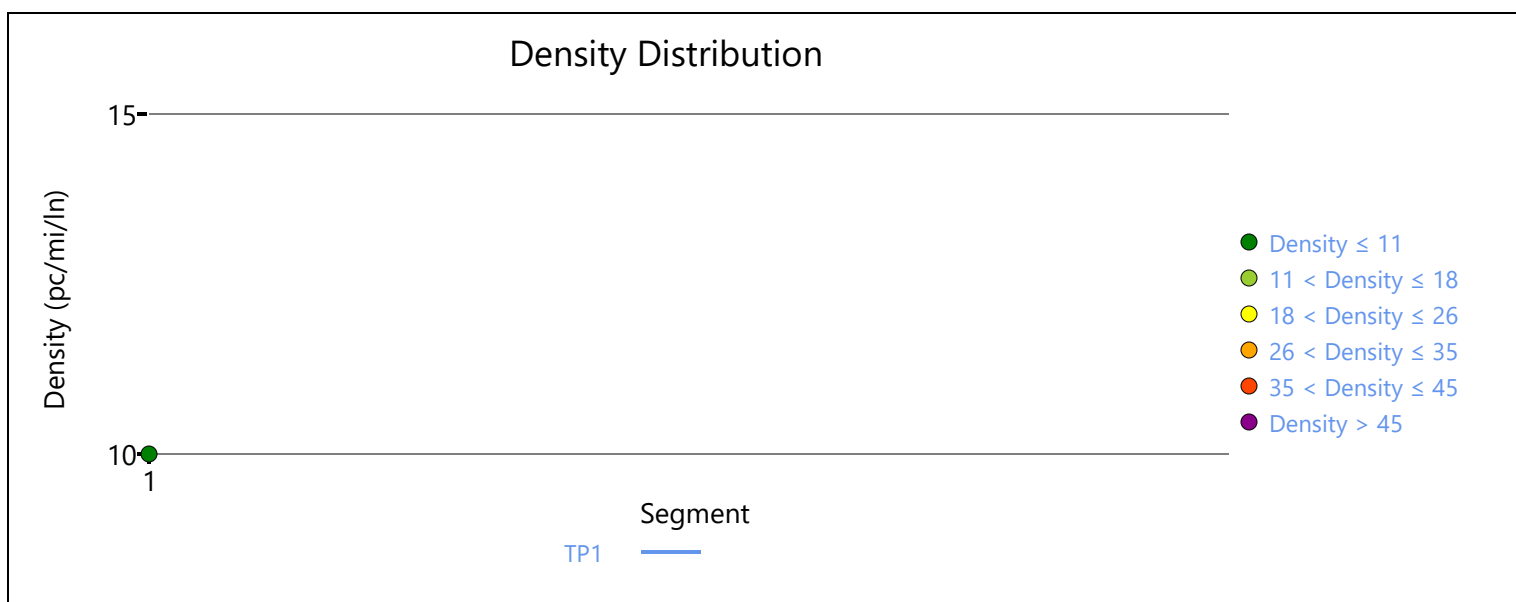 Density Distribution
15
Density (pc/mi/ln)
10
1
Segment
TP1
Density ≤ 11
11 < Density ≤ 18
18 < Density ≤ 26
26 < Density ≤ 35
35 < Density ≤ 45
Density > 45